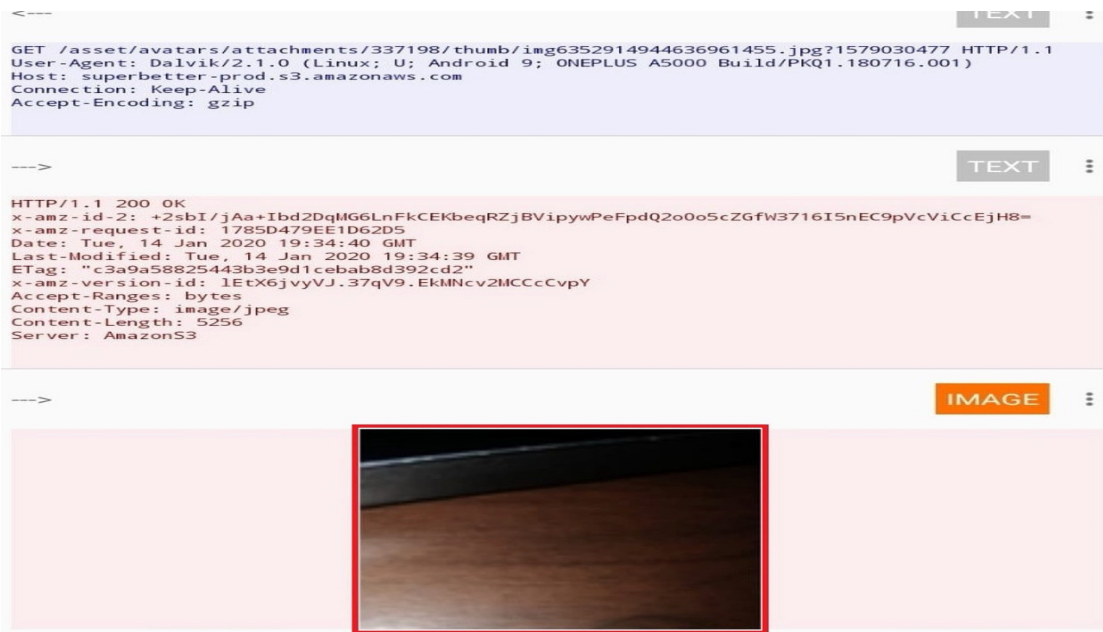 <---
TEXT
GET /asset/avatars/attachments/337198/thumb/img6352914944636961455.jpg?1579030477 HTTP/1.1
User-Agent: Dalvik/2.1.0 (Linux; U; Android 9; ONEPLUS A5000 Build/PKQ1.180716.001)
Host: superbetter-prod.s3.amazonaws.com
Connection: Keep-Alive
Accept-Encoding: gzip
--->
TEXT
HTTP/1.1 200 OK
x-amz-id-2: +2sbI/jAa+Ibd2DqMG6LnFkCEKbeqRZjBVipywPeFpdQ2o0o5cZGfW3716I5nEC9pVcViCcEjH8=
x-amz-request-id: 1785D479EE1D62D5
Date: Tue, 14 Jan 2020 19:34:40 GMT
Last-Modified: Tue, 14 Jan 2020 19:34:39 GMT
ETag: "c3a9a58825443b3e9d1cebab8d392cd2"
x-amz-version-id: lEtX6jvyVJ.37qV9.EkMNcv2MCCcCvpY
Accept-Ranges: bytes
Content-Type: image/jpeg
Content-Length: 5256
Server: AmazonS3
--->
IMAGE